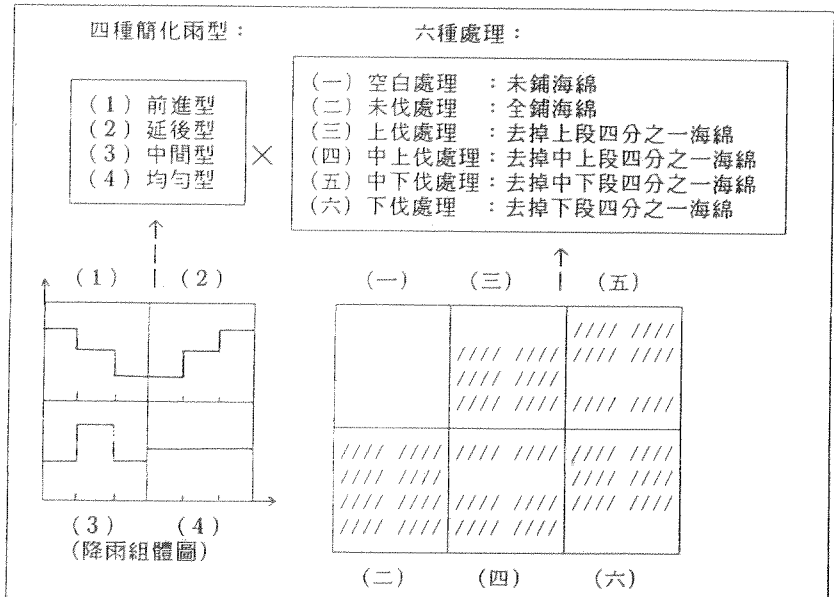 四種簡化雨型：
(1) 前進型
(2) 延後型
(3) 中間型
(4) 均勻型
×
六種處理：
(一) 空白處理 ：未鋪海綿
(二) 未伐處理 ：全鋪海綿
(三) 上伐處理 ：去掉上段四分之一海綿
(四) 中上伐處理：去掉中上段四分之一海綿
(五) 中下伐處理：去掉中下段四分之一海綿
(六) 下伐處理 ：去掉下段四分之一海綿
(1) (2)
(3) (4)
(降雨組體圖)
(一) (三) (五)
(二) (四) (六)